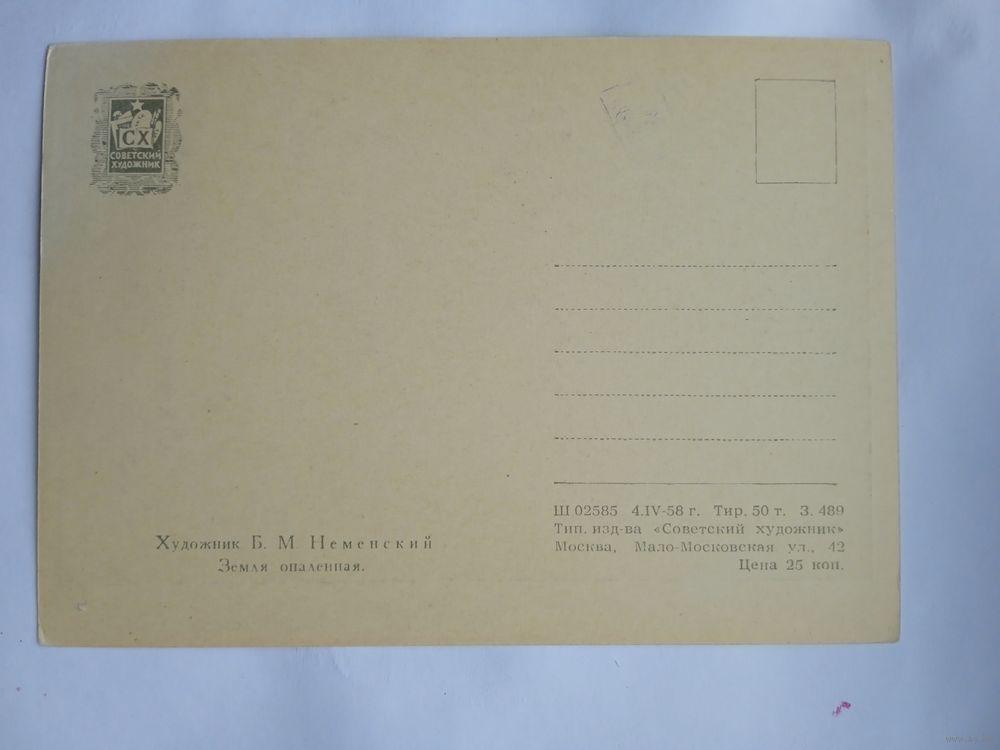 СХ
СОВЕТСКИЙ
ХУДОЖНИК
Художник Б. М. Неменский
Земля опаленная.
Ш 02585 4.IV-58 г. Тир. 50 т. З. 489
Тип. изд-ва «Советский художник»
Москва, Мало-Московская ул., 42
Цена 25 коп.